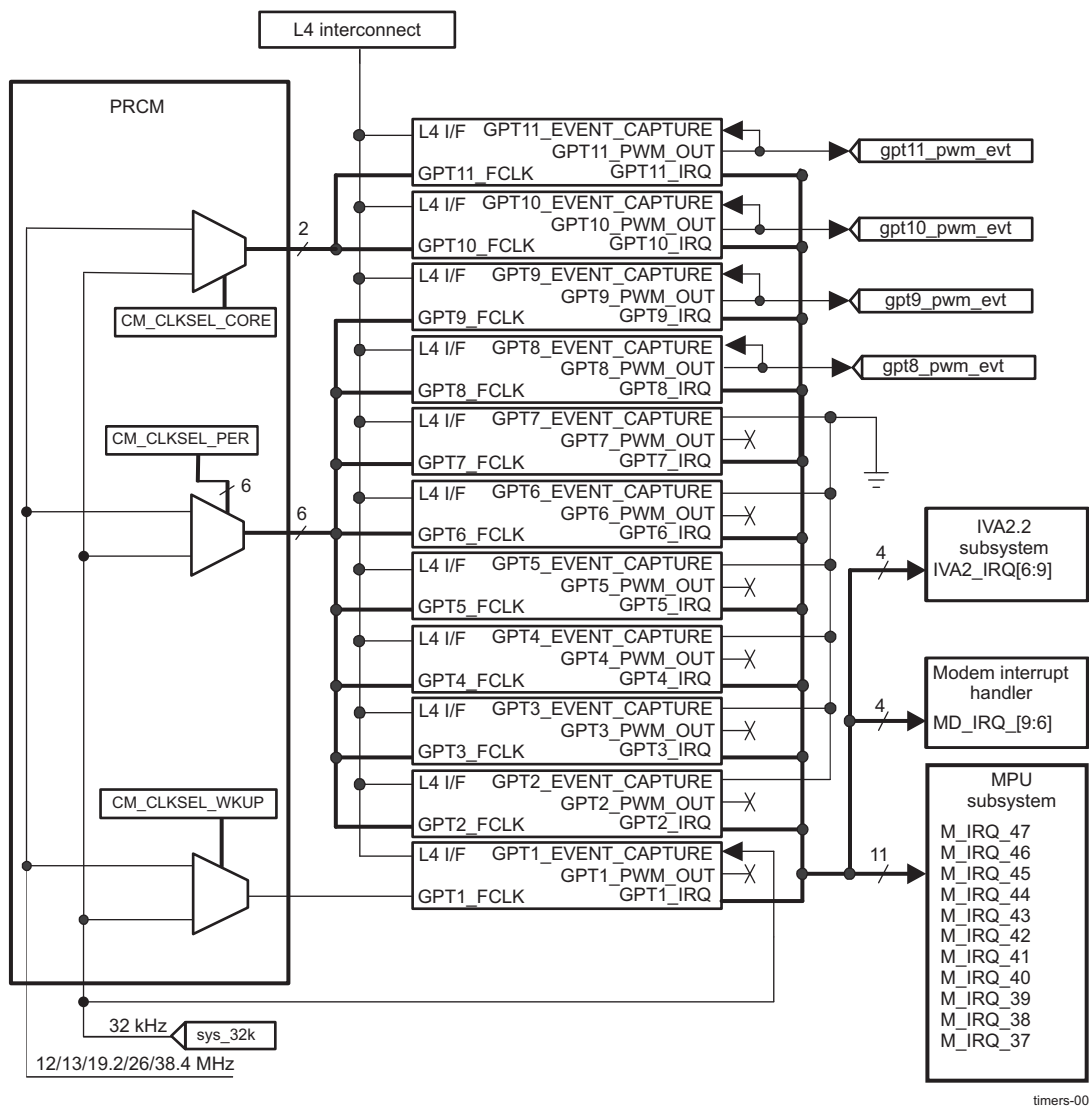 L4 interconnect
PRCM
2
CM_CLKSEL_CORE
CM_CLKSEL_PER
6
6
CM_CLKSEL_WKUP
32 kHz
sys_32k
12/13/19.2/26/38.4 MHz
L4 I/F GPT11_EVENT_CAPTURE
GPT11_PWM_OUT
GPT11_FCLK GPT11_IRQ
gpt11_pwm_evt
L4 I/F GPT10_EVENT_CAPTURE
GPT10_PWM_OUT
GPT10_FCLK GPT10_IRQ
gpt10_pwm_evt
L4 I/F GPT9_EVENT_CAPTURE
GPT9_PWM_OUT
GPT9_FCLK GPT9_IRQ
gpt9_pwm_evt
L4 I/F GPT8_EVENT_CAPTURE
GPT8_PWM_OUT
GPT8_FCLK GPT8_IRQ
gpt8_pwm_evt
L4 I/F GPT7_EVENT_CAPTURE
GPT7_PWM_OUT
GPT7_FCLK GPT7_IRQ
L4 I/F GPT6_EVENT_CAPTURE
GPT6_PWM_OUT
GPT6_FCLK GPT6_IRQ
L4 I/F GPT5_EVENT_CAPTURE
GPT5_PWM_OUT
GPT5_FCLK GPT5_IRQ
L4 I/F GPT4_EVENT_CAPTURE
GPT4_PWM_OUT
GPT4_FCLK GPT4_IRQ
L4 I/F GPT3_EVENT_CAPTURE
GPT3_PWM_OUT
GPT3_FCLK GPT3_IRQ
L4 I/F GPT2_EVENT_CAPTURE
GPT2_PWM_OUT
GPT2_FCLK GPT2_IRQ
L4 I/F GPT1_EVENT_CAPTURE
GPT1_PWM_OUT
GPT1_FCLK GPT1_IRQ
4
IVA2.2
subsystem
IVA2_IRQ[6:9]
4
Modem interrupt
handler
MD_IRQ_[9:6]
11
MPU
subsystem
M_IRQ_47
M_IRQ_46
M_IRQ_45
M_IRQ_44
M_IRQ_43
M_IRQ_42
M_IRQ_41
M_IRQ_40
M_IRQ_39
M_IRQ_38
M_IRQ_37
timers-00